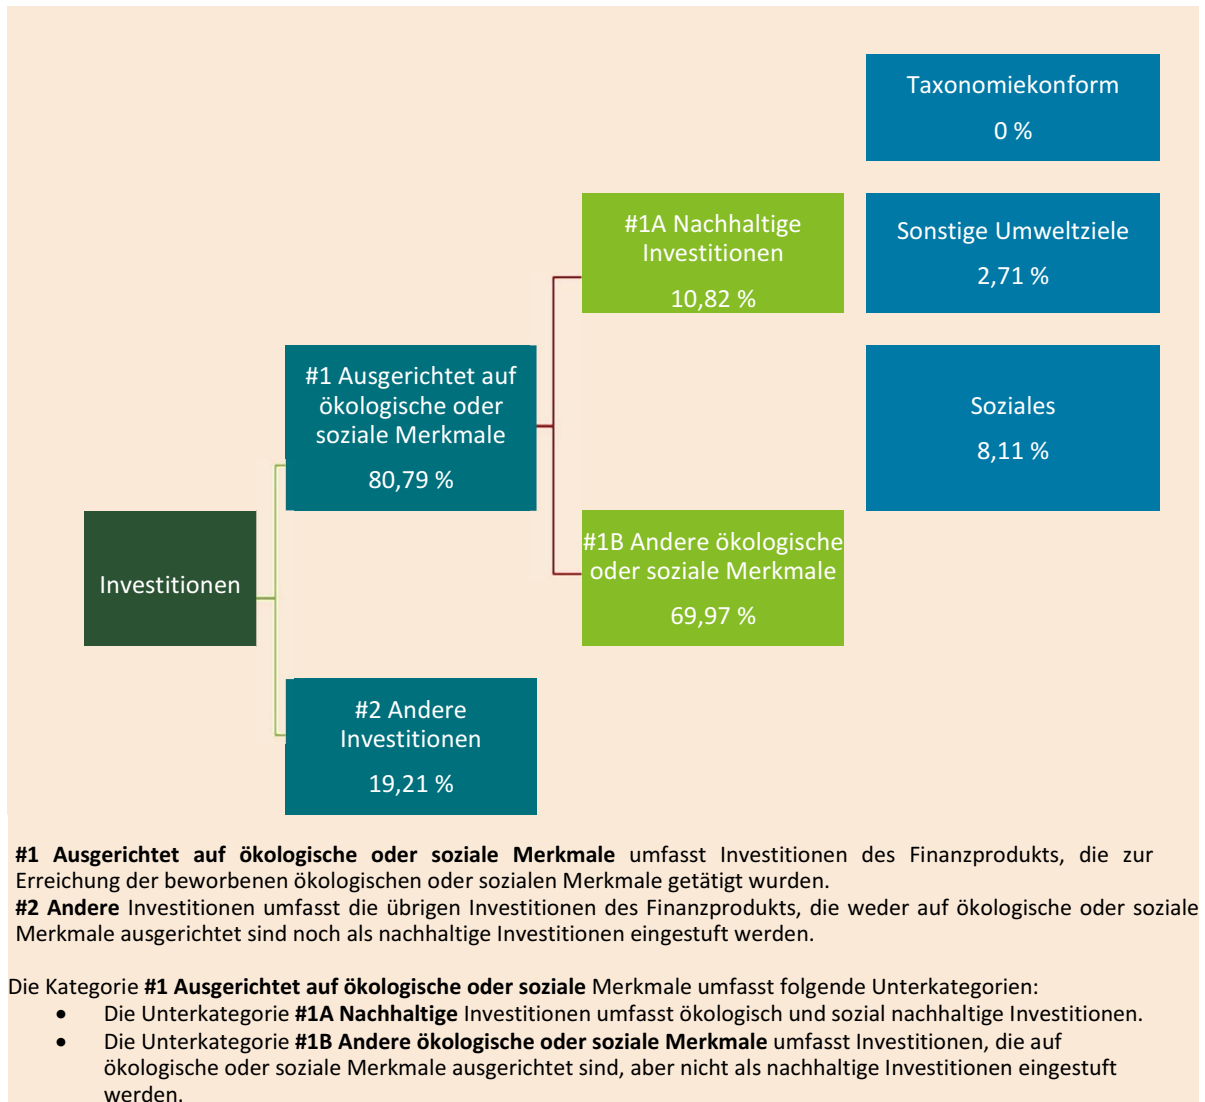 Taxonomiekonform
0 %
#1A Nachhaltige
Investitionen
10,82 %
Sonstige Umweltziele
2,71 %
#1 Ausgerichtet auf
ökologische oder
soziale Merkmale
80,79 %
Soziales
8,11 %
Investitionen
#1B Andere ökologische
oder soziale Merkmale
69,97 %
#2 Andere
Investitionen
19,21 %
#1 Ausgerichtet auf ökologische oder soziale Merkmale umfasst Investitionen des Finanzprodukts, die zur
Erreichung der beworbenen ökologischen oder sozialen Merkmale getätigt wurden.
#2 Andere Investitionen umfasst die übrigen Investitionen des Finanzprodukts, die weder auf ökologische oder soziale
Merkmale ausgerichtet sind noch als nachhaltige Investitionen eingestuft werden.
Die Kategorie #1 Ausgerichtet auf ökologische oder soziale Merkmale umfasst folgende Unterkategorien:
• Die Unterkategorie #1A Nachhaltige Investitionen umfasst ökologisch und sozial nachhaltige Investitionen.
• Die Unterkategorie #1B Andere ökologische oder soziale Merkmale umfasst Investitionen, die auf
ökologische oder soziale Merkmale ausgerichtet sind, aber nicht als nachhaltige Investitionen eingestuft
werden.